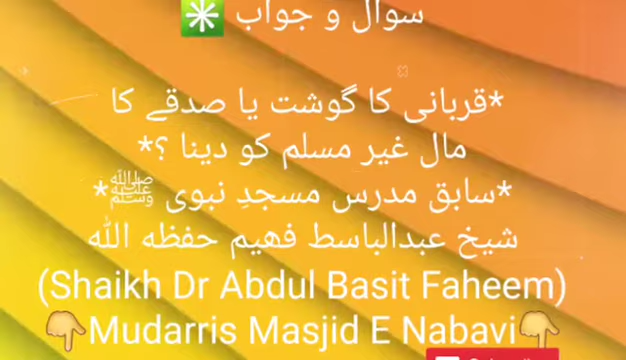 سوال و جواب ✳️
*قربانی کا گوشت یا صدقے کا
مال غیر مسلم کو دینا ؟*
*سابق مدرس مسجدِ نبوی ﷺ*
شیخ عبدالباسط فھیم حفظه الله
(Shaikh Dr Abdul Basit Faheem)
👇Mudarris Masjid E Nabavi👇